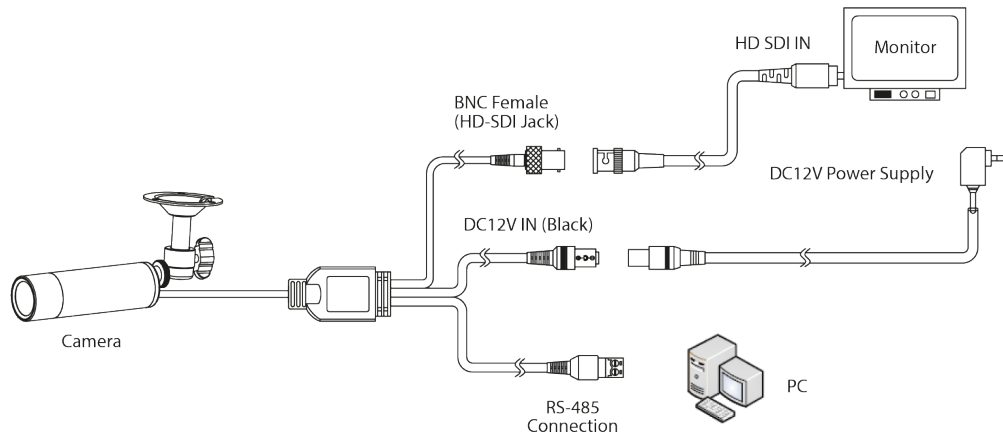 HD SDI IN
Monitor
BNC Female
(HD-SDI Jack)
DC12V Power Supply
DC12V IN (Black)
Camera
PC
RS-485
Connection